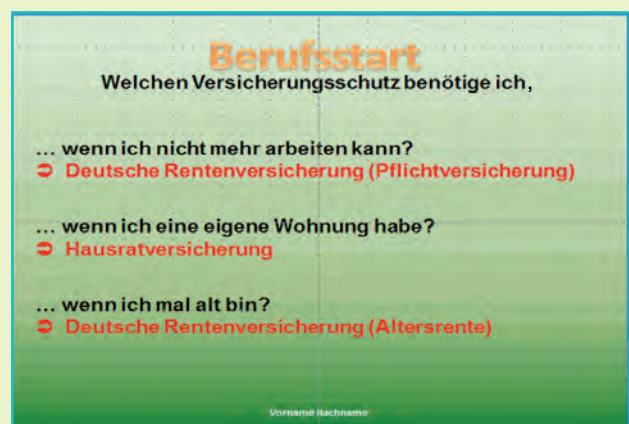 Berufsstart
Welchen Versicherungsschutz benötige ich,
... wenn ich nicht mehr arbeiten kann?
➲ Deutsche Rentenversicherung (Pflichtversicherung)
... wenn ich eine eigene Wohnung habe?
➲ Hausratversicherung
... wenn ich mal alt bin?
➲ Deutsche Rentenversicherung (Altersrente)
Vorname Nachname